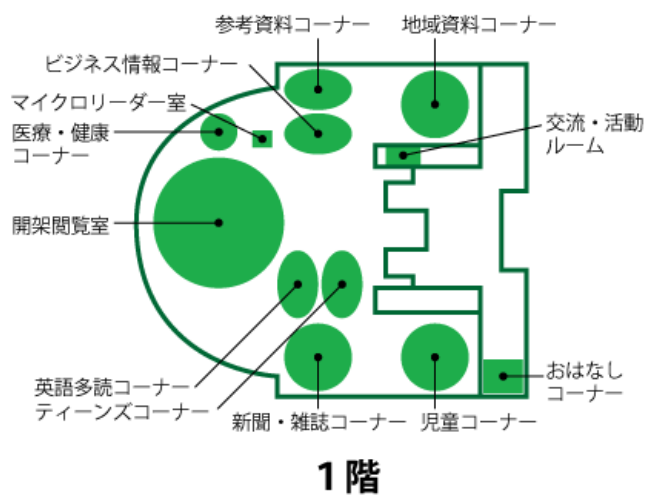 参考資料コーナー
地域資料コーナー
ビジネス情報コーナー
マイクロリーダー室
医療・健康
コーナー
交流・活動
ルーム
開架閲覧室
英語多読コーナー
ティーンズコーナー
おはなし
コーナー
新聞・雑誌コーナー
児童コーナー
1階